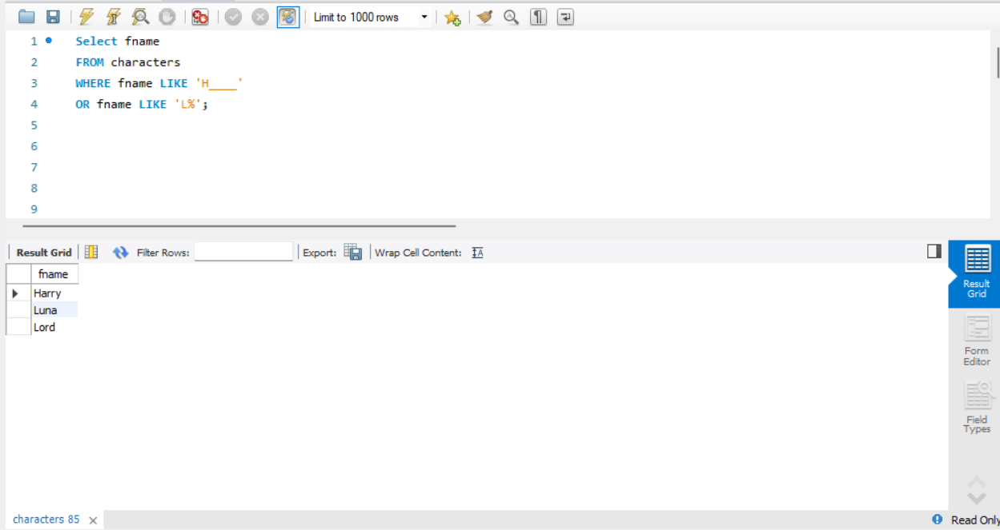 Limit to 1000 rows
1 Select fname
2 FROM characters
3 WHERE fname LIKE 'H____'
4 OR fname LIKE 'L%';
5
6
7
8
9
Result Grid Filter Rows: Export: Wrap Cell Content: IA
fname
Harry
Luna
Lord
Result
Grid
Form
Editor
Field
Types
characters 85 ×
Read Only